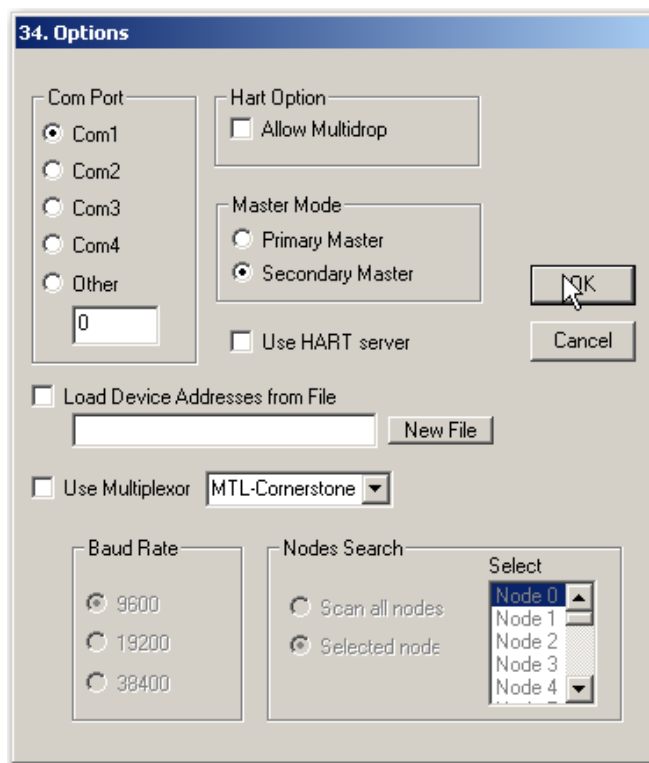 34. Options
Com Port
Com1
Com2
Com3
Com4
Other
0
Hart Option
Allow Multidrop
Master Mode
Primary Master
Secondary Master
Use HART server
OK
Cancel
Load Device Addresses from File
New File
Use Multiplexor MTL-Cornerstone
Baud Rate
9600
19200
38400
Nodes Search
Scan all nodes
Selected node
Select
Node 0
Node 1
Node 2
Node 3
Node 4